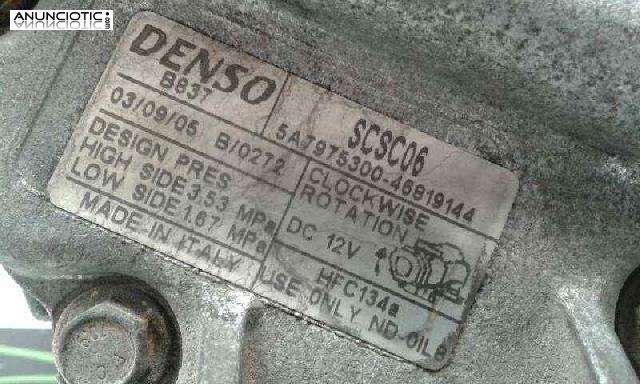 ANUNCIOTIC
.com
DENSO
B837
03/09/05 B/0272
SCSC06
5A7975300-46819144
DESIGN PRES.
HIGH SIDE 3.53 MPa
LOW SIDE 1.67 MPa
MADE IN ITALY
CLOCKWISE
ROTATION
DC 12V
HFC134a
USE ONLY ND-OIL8